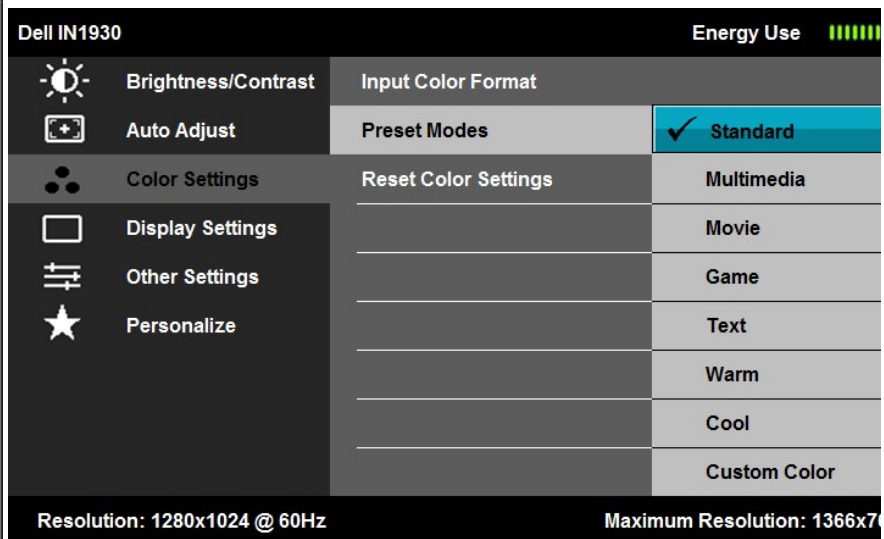 Dell IN1930 Energy Use
Brightness/Contrast Input Color Format
Auto Adjust Preset Modes Standard
Color Settings Reset Color Settings Multimedia
Display Settings Movie
Other Settings Game
Personalize Text
Warm
Cool
Custom Color
Resolution: 1280x1024 @ 60Hz Maximum Resolution: